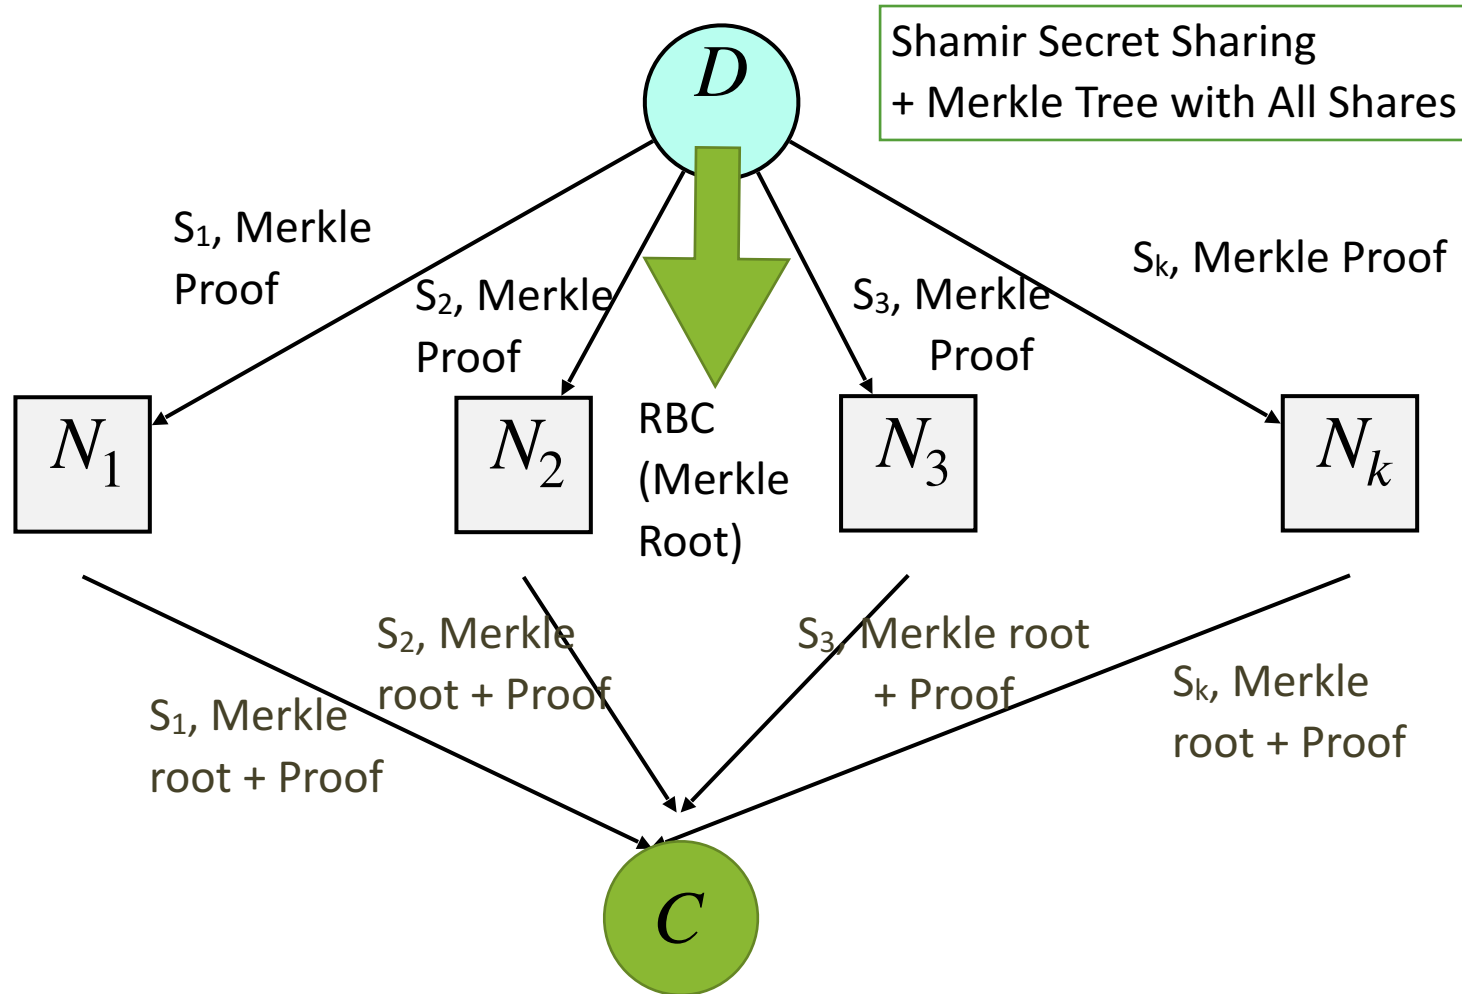 D
Shamir Secret Sharing
+ Merkle Tree with All Shares
S₁, Merkle
Proof
S₂, Merkle
Proof
S₃, Merkle
Proof
Sₖ, Merkle Proof
N₁
N₂
RBC
(Merkle
Root)
N₃
Nₖ
S₁, Merkle
root + Proof
S₂, Merkle
root + Proof
S₃, Merkle root
+ Proof
Sₖ, Merkle
root + Proof
C